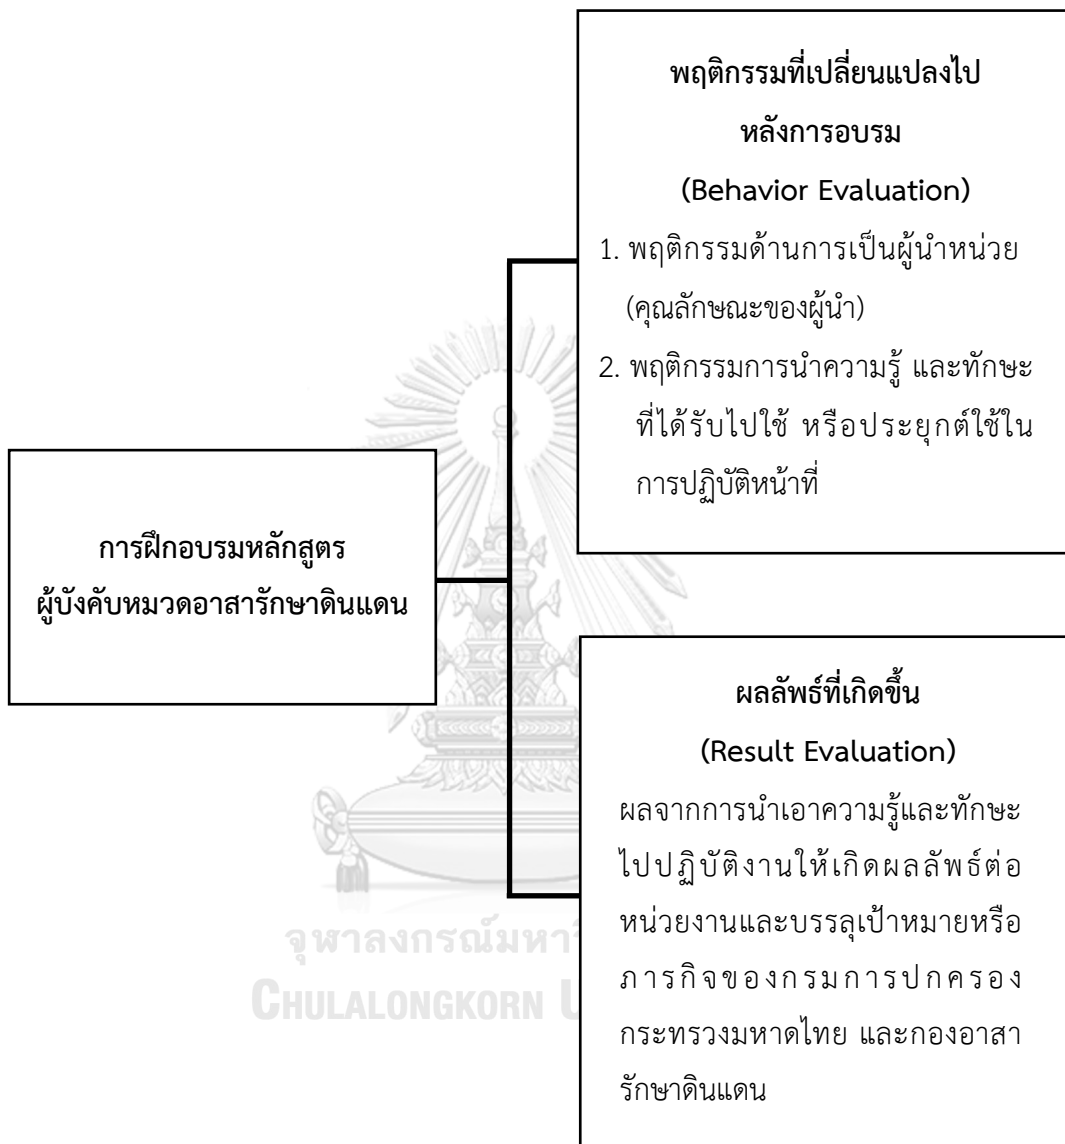 พฤติกรรมที่เปลี่ยนแปลงไป
หลังการอบรม
(Behavior Evaluation)
1. พฤติกรรมด้านการเป็นผู้นำหน่วย
(คุณลักษณะของผู้นำ)
2. พฤติกรรมการนำความรู้ และทักษะ
ที่ได้รับไปใช้ หรือประยุกต์ใช้ใน
การปฏิบัติหน้าที่
การฝึกอบรมหลักสูตร
ผู้บังคับหมวดอาสารักษาดินแดน
ผลลัพธ์ที่เกิดขึ้น
(Result Evaluation)
ผลจากการนำเอาความรู้และทักษะ
ไปปฏิบัติงานให้เกิดผลลัพธ์ต่อ
หน่วยงานและบรรลุเป้าหมายหรือ
ภารกิจของกรมการปกครอง
กระทรวงมหาดไทย และกองอาสา
รักษาดินแดน
จุฬาลงกรณ์มหา
CHULALONGKORN